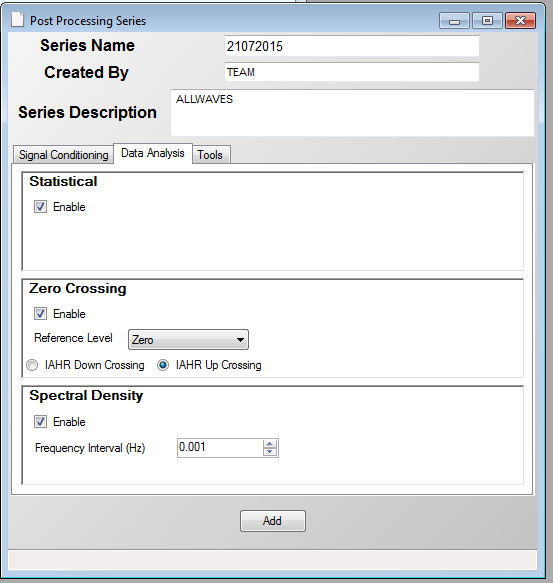 Post Processing Series
Series Name 21072015
Created By TEAM
Series Description ALLWAVES
Signal Conditioning Data Analysis Tools
Statistical
Enable
Zero Crossing
Enable
Reference Level Zero
IAHR Down Crossing IAHR Up Crossing
Spectral Density
Enable
Frequency Interval (Hz) 0.001
Add